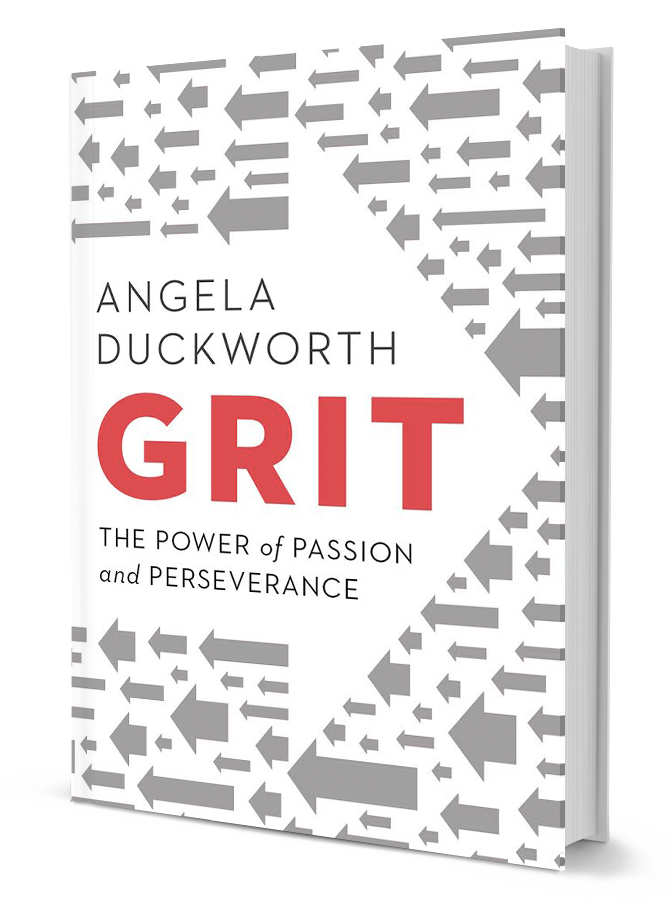 ANGELA
DUCKWORTH
GRIT
THE POWER of PASSION
and PERSEVERANCE